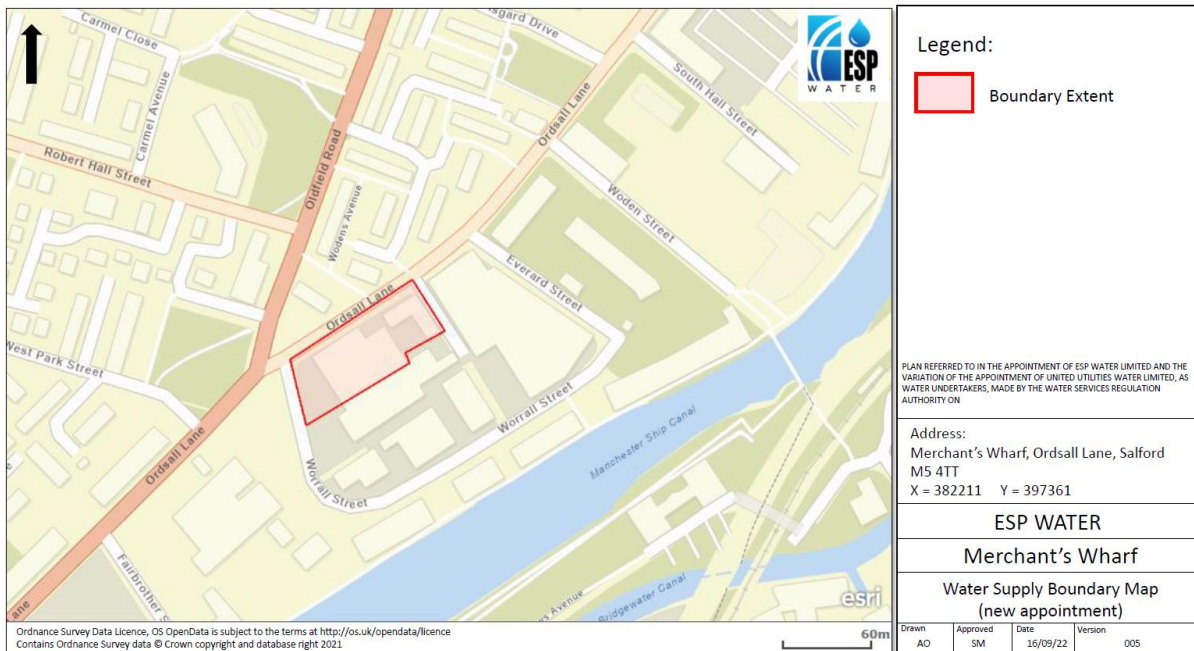 Carmel Close
Carmel Avenue
Robert Hall Street
Oldfield Road
Wodens Avenue
Ordsall Lane
South Hall Street
Woden Street
Everard Street
Ordsall Lane
West Park Street
Ordsall Lane
Worrall Street
Worrall Street
Manchester Ship Canal
Fairbrother S
Bridgewater Canal
Avenue
Lane
ESP
WATER
esri
60m
Ordnance Survey Data Licence, OS OpenData is subject to the terms at http://os.uk/opendata/licence
Contains Ordnance Survey data © Crown copyright and database right 2021
Legend:
Boundary Extent
PLAN REFERRED TO IN THE APPOINTMENT OF ESP WATER LIMITED AND THE
VARIATION OF THE APPOINTMENT OF UNITED UTILITIES WATER LIMITED, AS
WATER UNDERTAKERS, MADE BY THE WATER SERVICES REGULATION
AUTHORITY ON
Address:
Merchant's Wharf, Ordsall Lane, Salford
M5 4TT
X = 382211 Y = 397361
ESP WATER
Merchant's Wharf
Water Supply Boundary Map
(new appointment)
Drawn Approved Date Version
AO SM 16/09/22 005